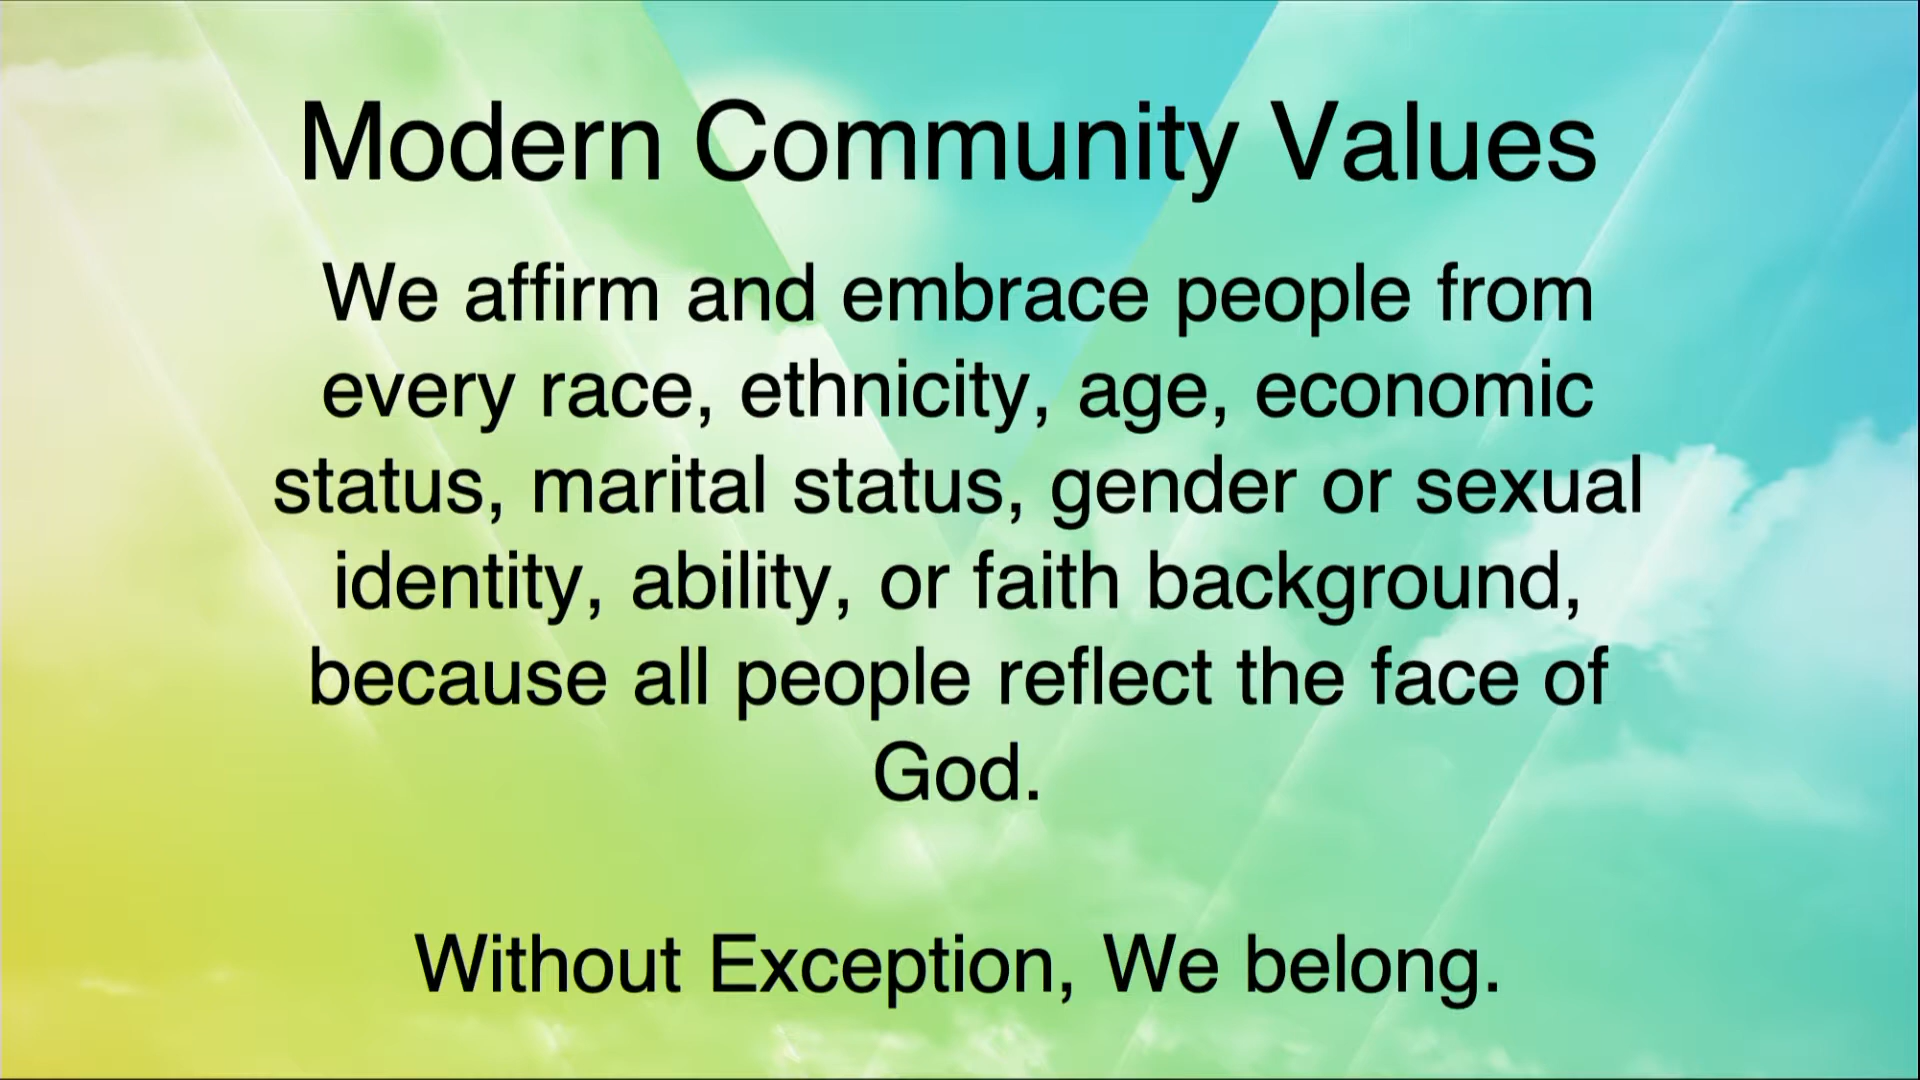 Modern Community Values
We affirm and embrace people from
every race, ethnicity, age, economic
status, marital status, gender or sexual
identity, ability, or faith background,
because all people reflect the face of
God.
Without Exception, We belong.